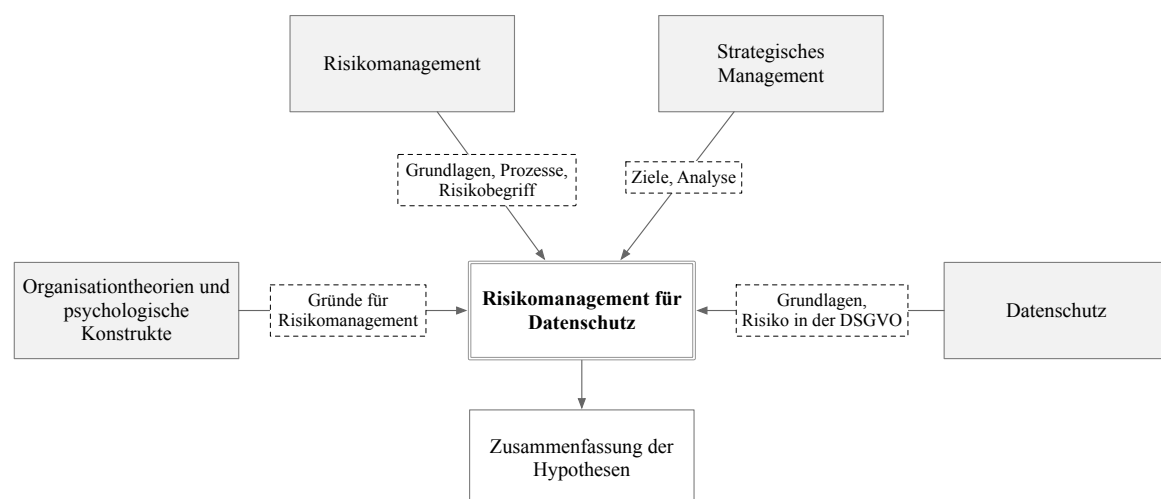 Risikomanagement
Strategisches
Management
Grundlagen, Prozesse,
Risikobegriff
Ziele, Analyse
Organisationtheorien und
psychologische
Konstrukte
Gründe für
Risikomanagement
Risikomanagement für
Datenschutz
Grundlagen,
Risiko in der DSGVO
Datenschutz
Zusammenfassung der
Hypothesen